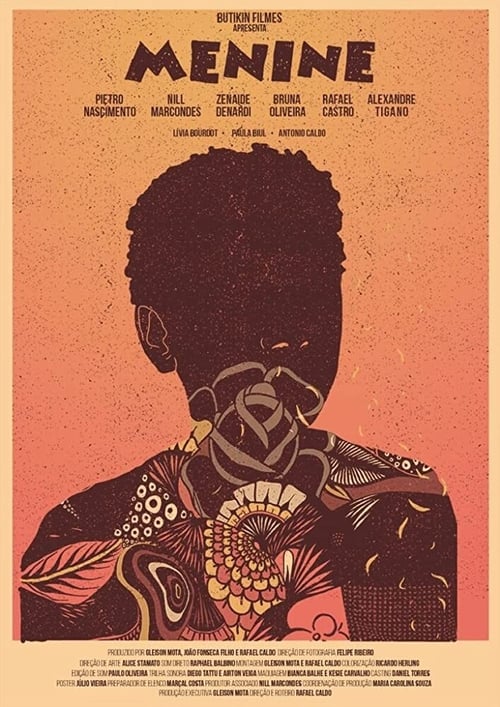 BUTIKIN FILMES
APRESENTA
MENINE
PIETRO NASCIMENTO NILL MARCONDES ZENAIDE DENARDI BRUNA OLIVEIRA RAFAEL CASTRO ALEXANDRE TIGANO
LÍVIA BOURDOT • PAULA BIUL • ANTONIO CALDO
PRODUZIDO POR GLEISON MOTA, JOÃO FONSECA FILHO E RAFAEL CALDO DIREÇÃO DE FOTOGRAFIA FELIPE RIBEIRO
DIREÇÃO DE ARTE ALICE STAMATO SOM DIRETO RAPHAEL BALBINO MONTAGEM GLEISON MOTA E RAFAEL CALDO COLORIZAÇÃO RICARDO HERLING
EDIÇÃO DE SOM PAULO OLIVEIRA TRILHA SONORA DIEGO TATTU E AIRTON VEIGA MAQUIAGEM BIANCA BALHE E KESIE CARVALHO CASTING DANIEL TORRES
POSTER JÚLIO VIEIRA PREPARADOR DE ELENCO MARÇAL COSTA PRODUTOR ASSOCIADO NILL MARCONDES COORDENAÇÃO DE PRODUÇÃO MARIA CAROLINA SOUZA
PRODUÇÃO EXECUTIVA GLEISON MOTA DIREÇÃO E ROTEIRO RAFAEL CALDO